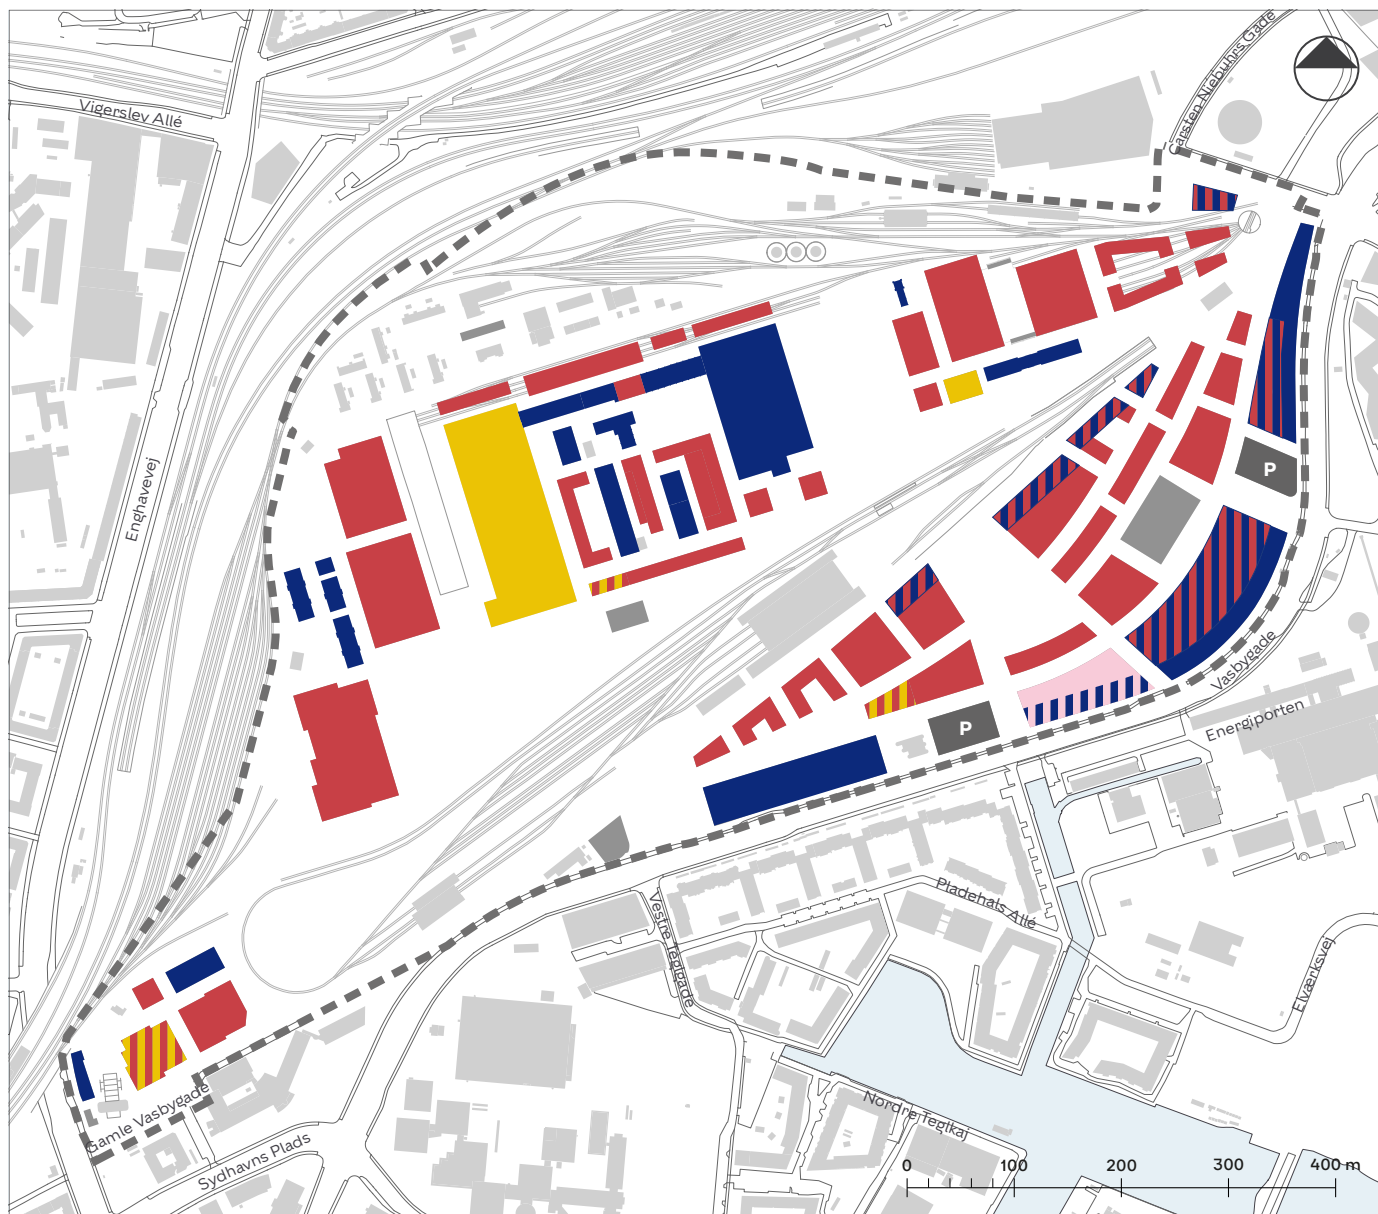 Carsten Niebuhrs Gade
Vigerslev Allé
Enghavevej
P
Vasbygade
Energiporten
P
Pladehals Allé
Vestre Teglgade
Elværksvej
Gamle Vasbygade
Nordre Teglkaj
Sydhavns Plads
0 100 200 300 400 m